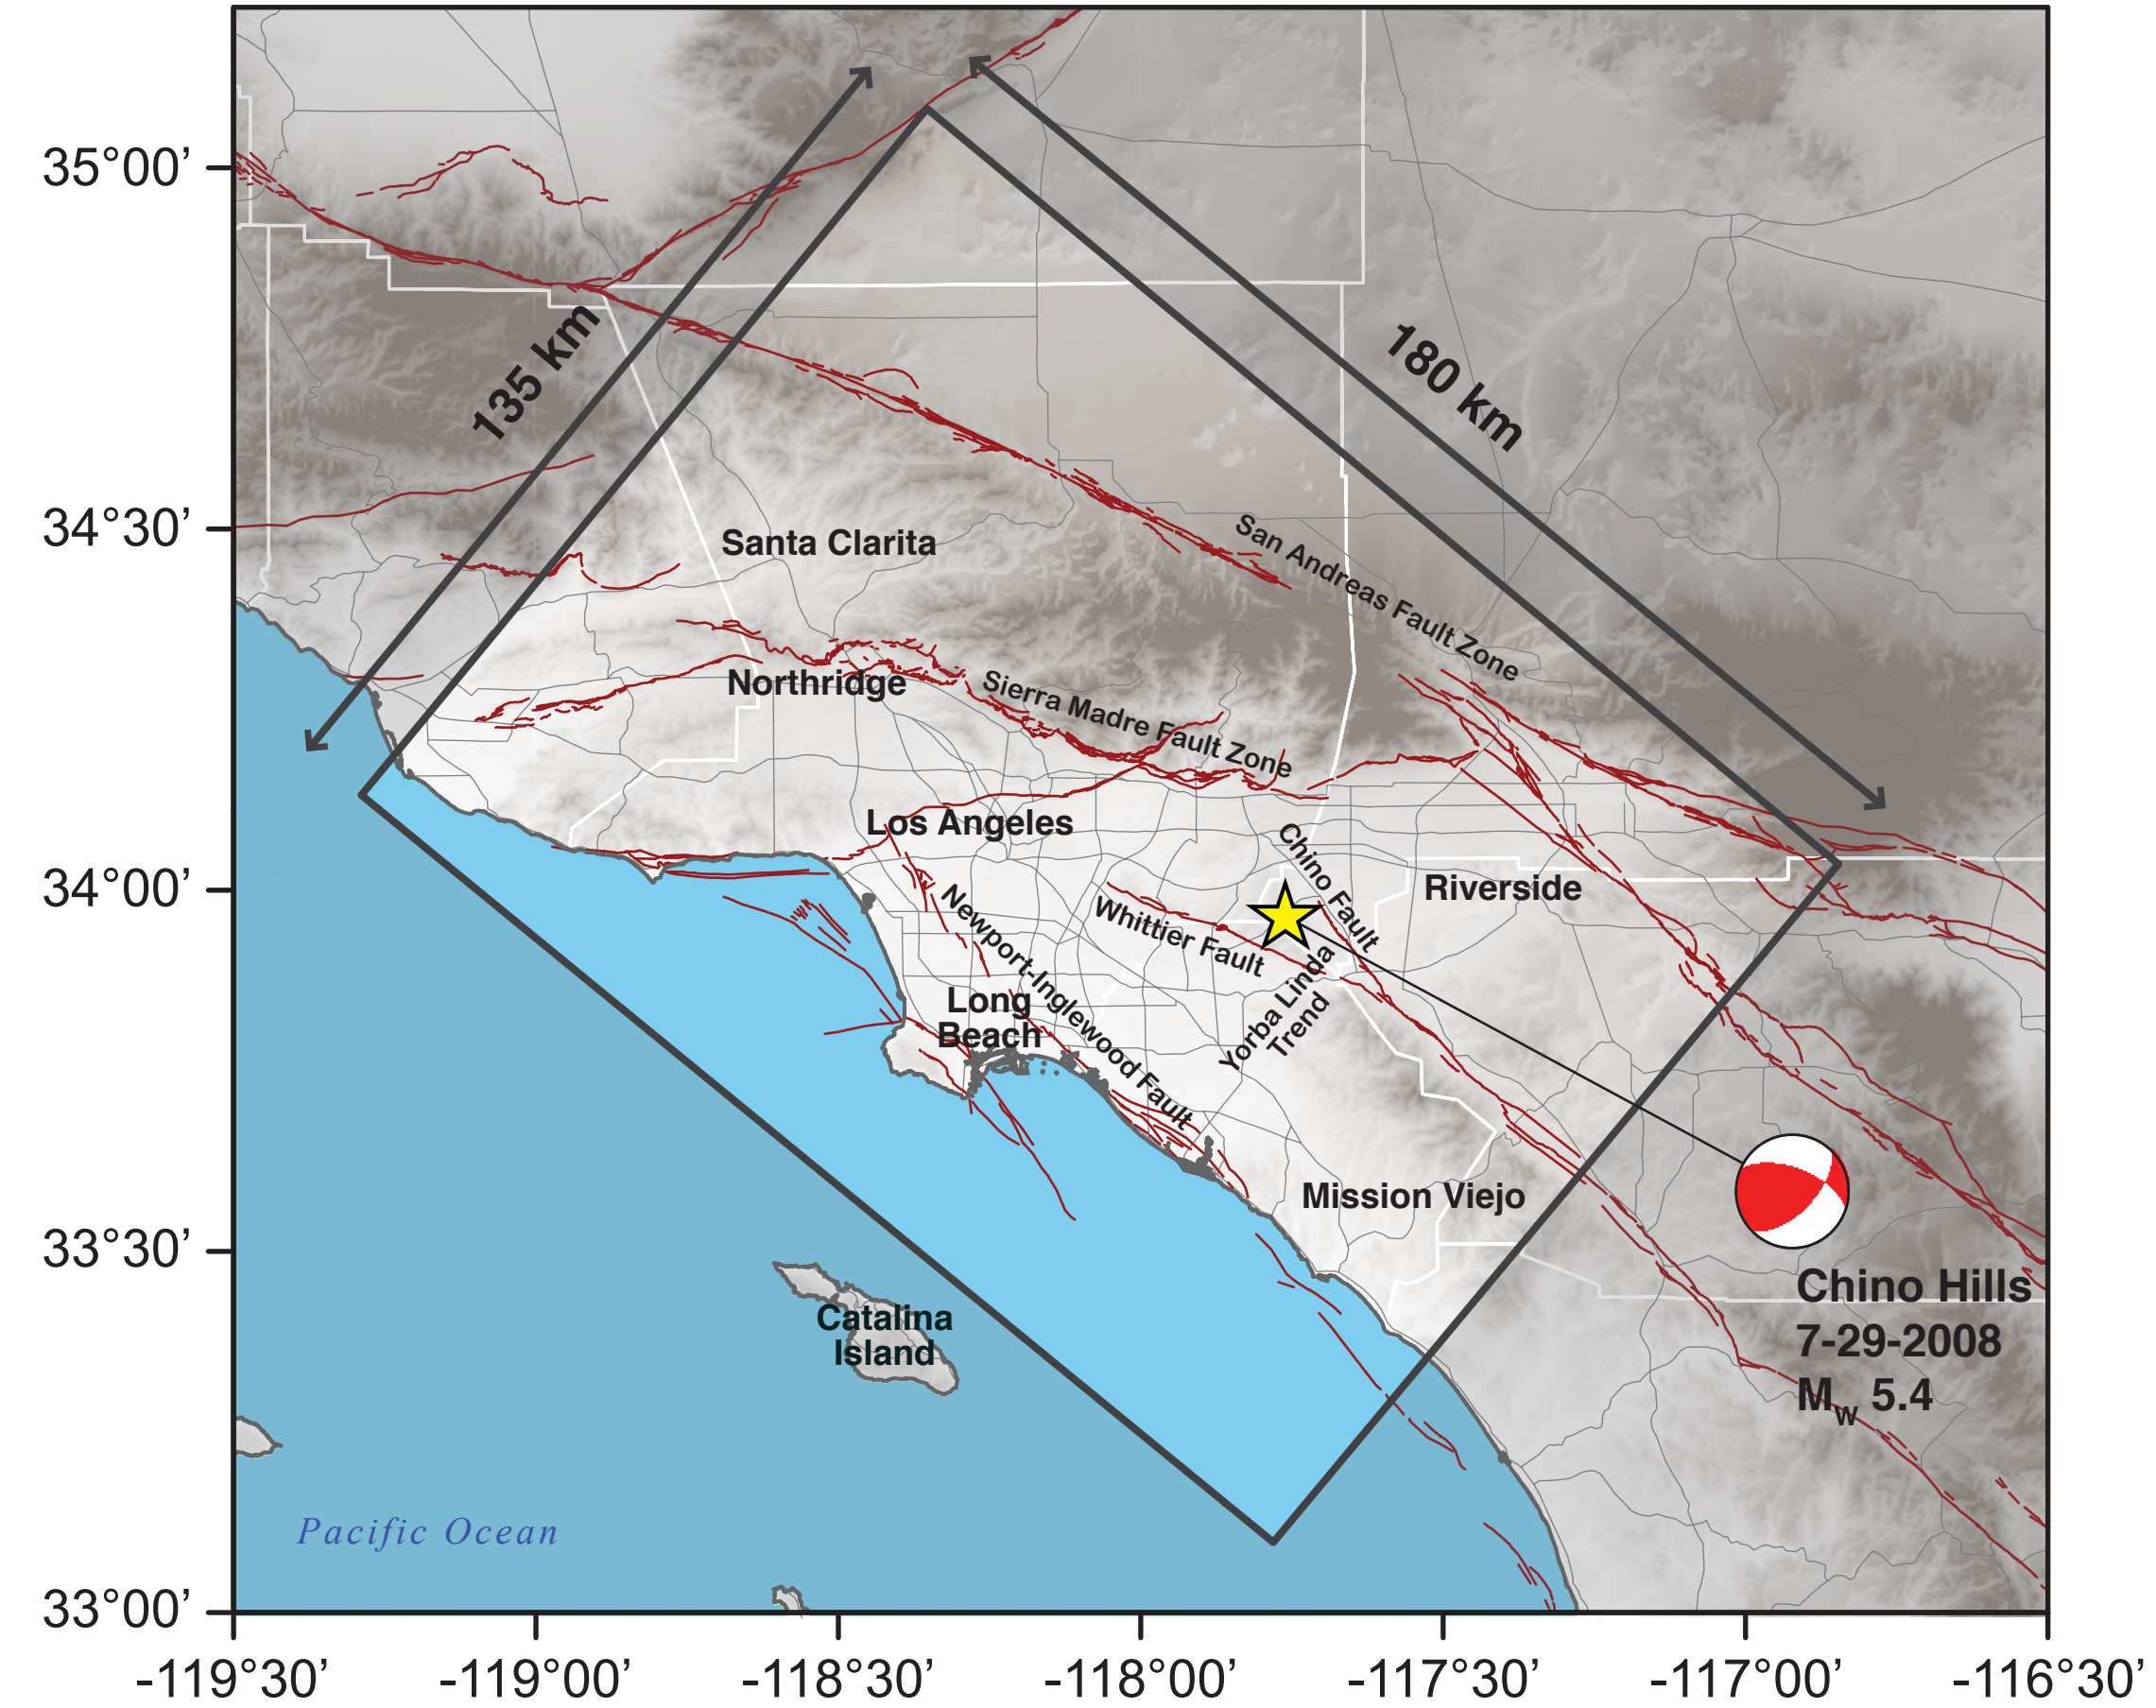 35°00’
34°30’
34°00’
33°30’
33°00’
-119°30’
-119°00’
-118°30’
-118°00’
-117°30’
-117°00’
-116°30’
135 km
180 km
Santa Clarita
San Andreas Fault Zone
Northridge
Sierra Madre Fault Zone
Los Angeles
Chino Fault
Riverside
Newport-Inglewood Fault
Whittier Fault
Yorba Linda
Trend
Long
Beach
Mission Viejo
Catalina
Island
Chino Hills
7-29-2008
Mw 5.4
Pacific Ocean